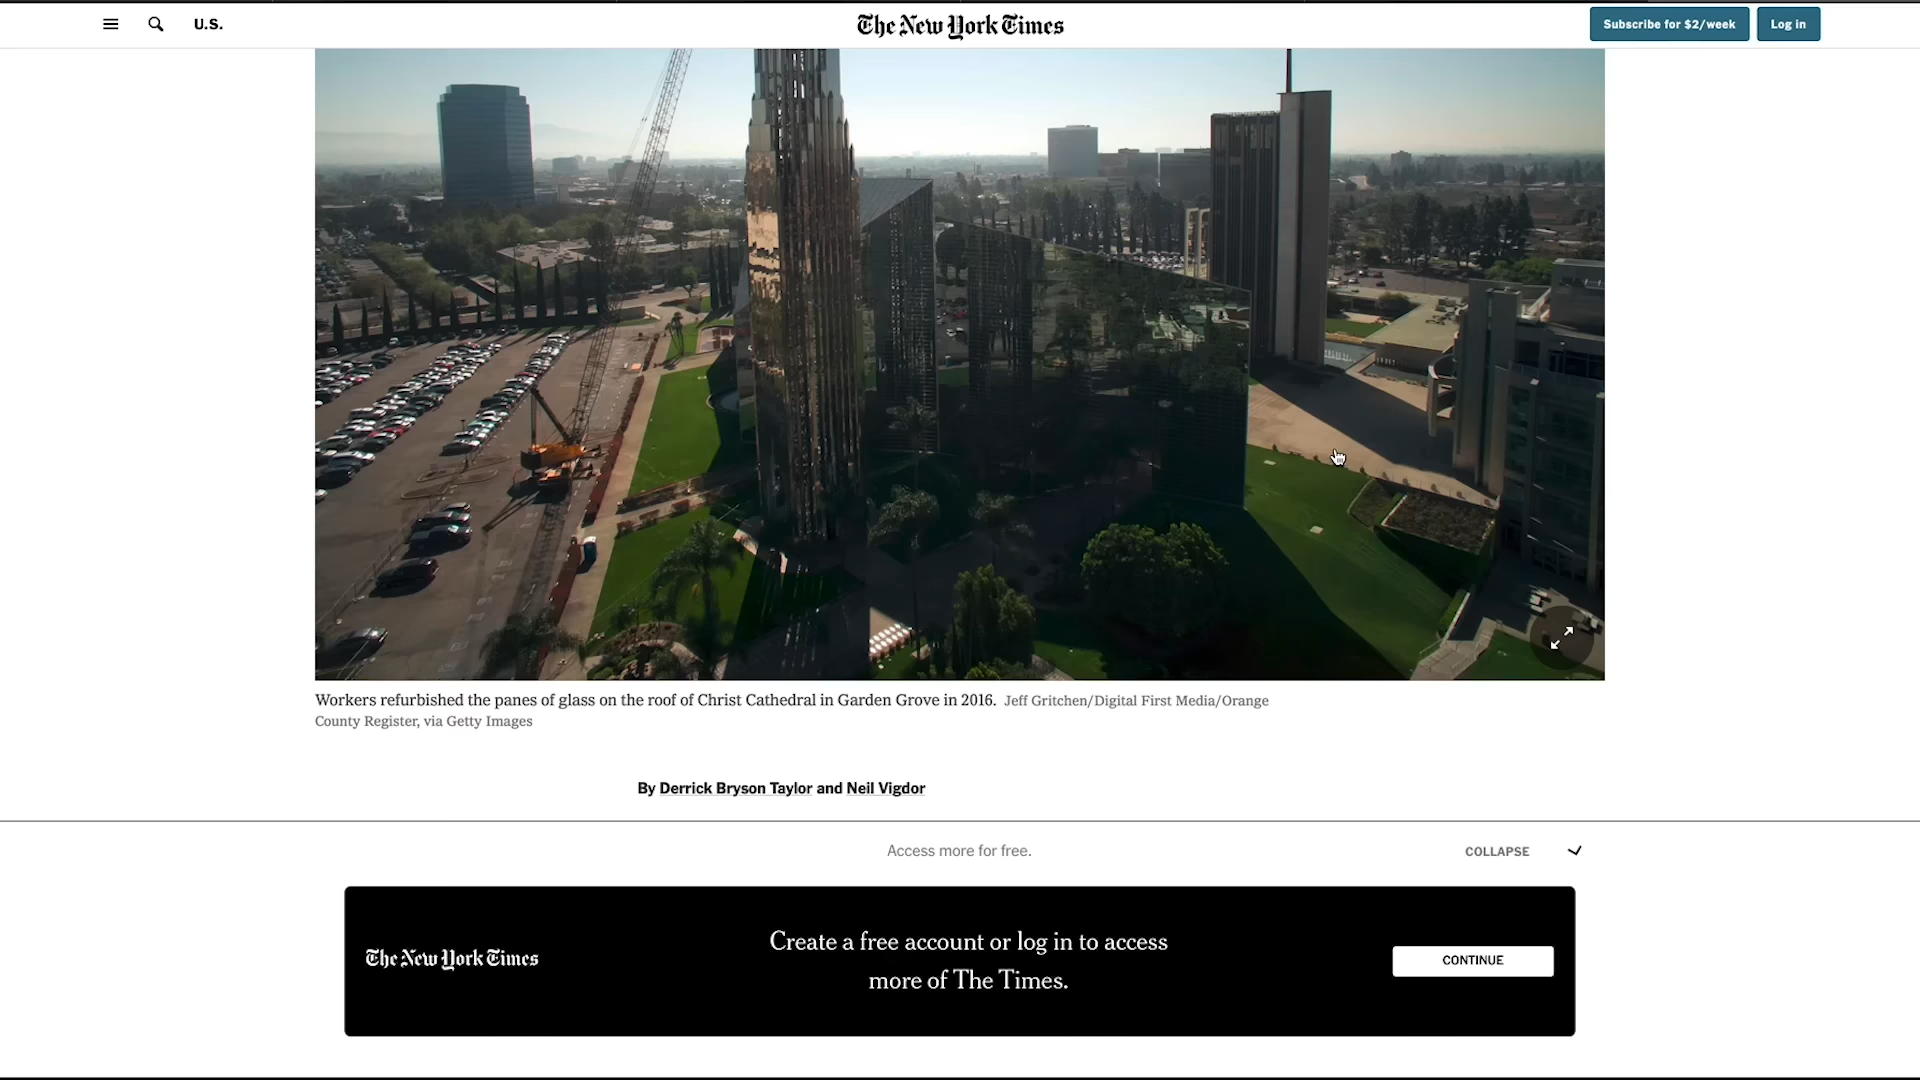 U.S.
The New York Times
Subscribe for $2/week
Log in
Workers refurbished the panes of glass on the roof of Christ Cathedral in Garden Grove in 2016. Jeff Gritchen/Digital First Media/Orange
County Register, via Getty Images
By Derrick Bryson Taylor and Neil Vigdor
Access more for free.
COLLAPSE
The New York Times
Create a free account or log in to access
more of The Times.
CONTINUE